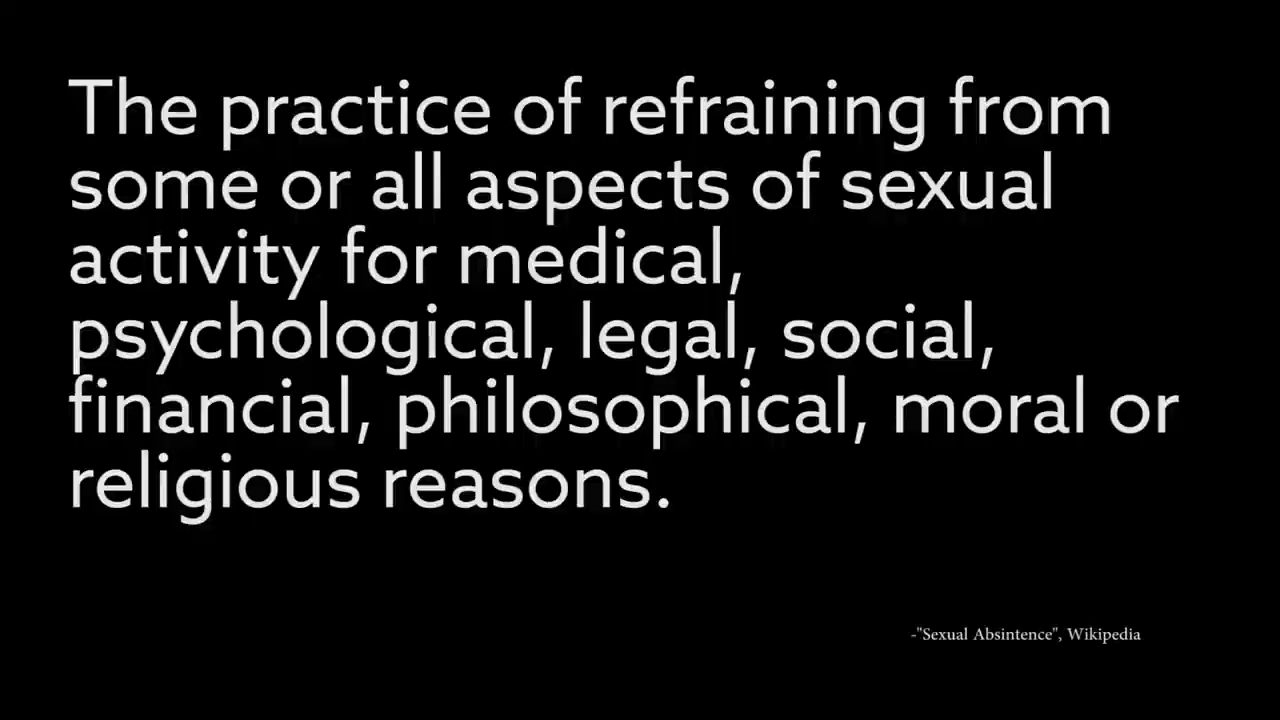 The practice of refraining from
some or all aspects of sexual
activity for medical,
psychological, legal, social,
financial, philosophical, moral or
religious reasons.
-"Sexual Absintence", Wikipedia